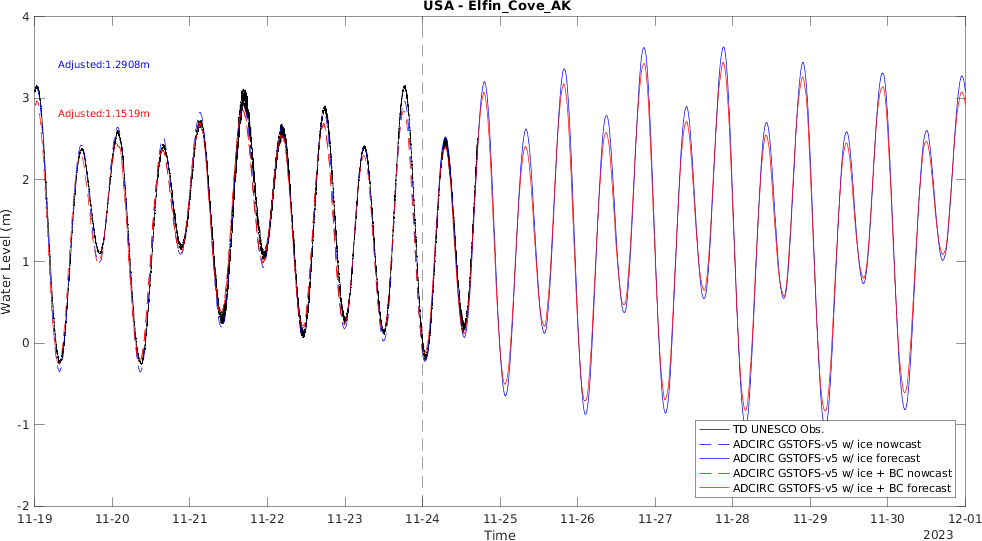 USA - Elfin_Cove_AK
4
3
2
1
0
-1
-2
Water Level (m)
Adjusted:1.2908m
Adjusted:1.1519m
TD UNESCO Obs.
ADCIRC GSTOFS-v5 w/ ice nowcast
ADCIRC GSTOFS-v5 w/ ice forecast
ADCIRC GSTOFS-v5 w/ ice + BC nowcast
ADCIRC GSTOFS-v5 w/ ice + BC forecast
11-19 11-20 11-21 11-22 11-23 11-24 11-25 11-26 11-27 11-28 11-29 11-30 12-01
Time
2023